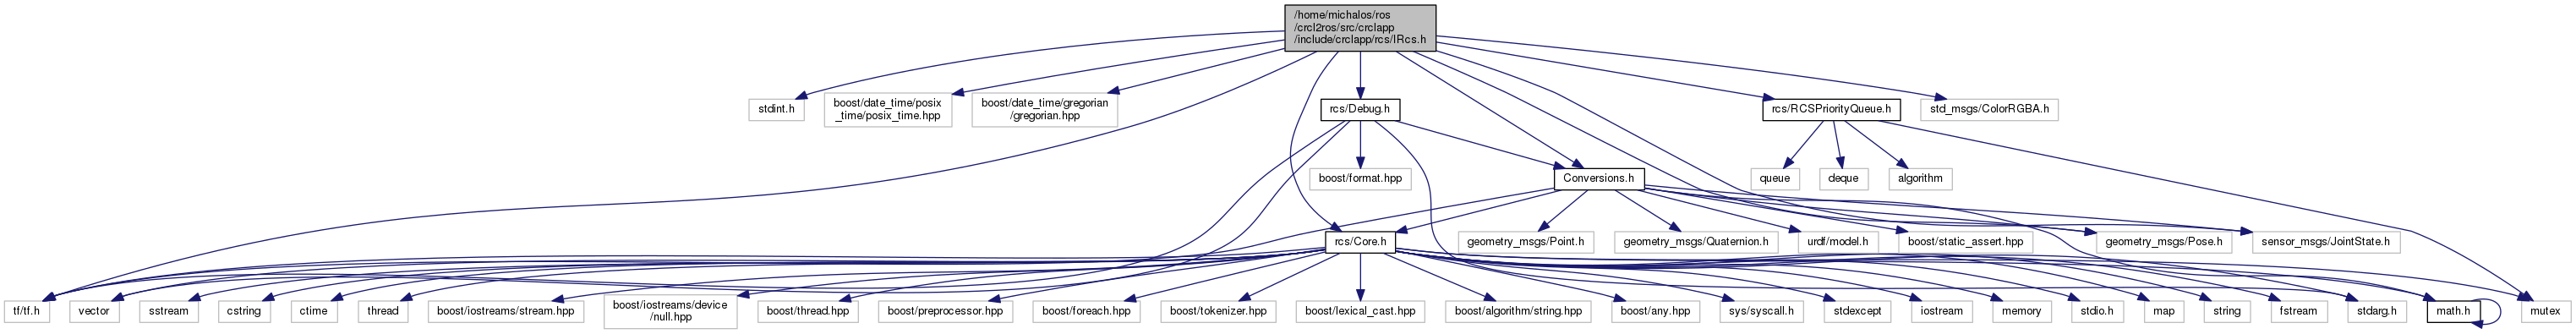 /home/michalos/ros
/crcl2ros/src/crclapp
/include/crclapp/rcs/IRcs.h
stdint.h
boost/date_time/posix
_time/posix_time.hpp
boost/date_time/gregorian
/gregorian.hpp
rcs/Debug.h
rcs/RCSPriorityQueue.h
std_msgs/ColorRGBA.h
boost/format.hpp
Conversions.h
queue
deque
algorithm
rcs/Core.h
geometry_msgs/Point.h
geometry_msgs/Quaternion.h
urdf/model.h
boost/static_assert.hpp
geometry_msgs/Pose.h
sensor_msgs/JointState.h
tf/tf.h
vector
sstream
cstring
ctime
thread
boost/iostreams/stream.hpp
boost/iostreams/device
/null.hpp
boost/thread.hpp
boost/preprocessor.hpp
boost/foreach.hpp
boost/tokenizer.hpp
boost/lexical_cast.hpp
boost/algorithm/string.hpp
boost/any.hpp
sys/syscall.h
stdexcept
iostream
memory
stdio.h
map
string
fstream
stdarg.h
math.h
mutex